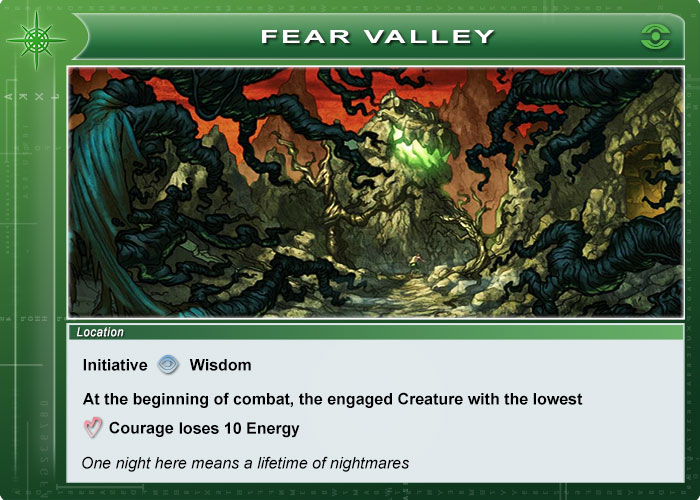 FEAR VALLEY
Location
Initiative Wisdom
At the beginning of combat, the engaged Creature with the lowest
Courage loses 10 Energy
One night here means a lifetime of nightmares